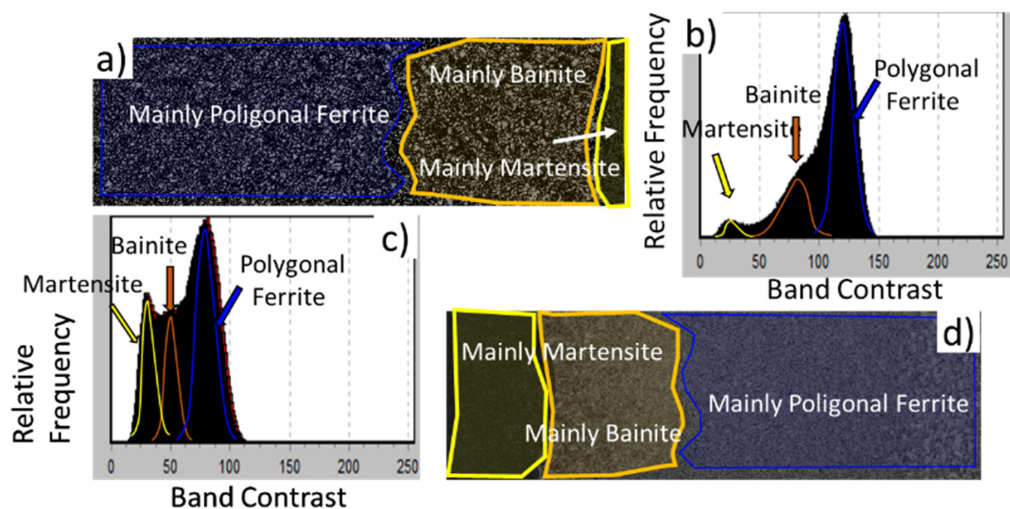 a)
Mainly Poligonal Ferrite
Mainly Bainite
Mainly Martensite
b)
Relative Frequency
Martensite
Bainite
Polygonal
Ferrite
0 50 100 150 200 250
Band Contrast
c)
Relative
Frequency
Martensite
Bainite
Polygonal
Ferrite
0 50 100 150 200 250
Band Contrast
d)
Mainly Martensite
Mainly Bainite
Mainly Poligonal Ferrite